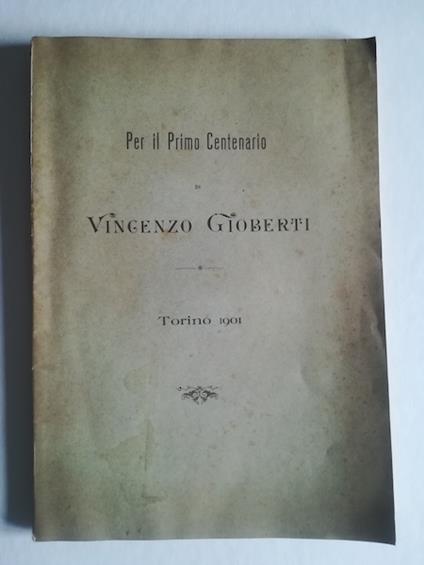 Per il Primo Centenario
DI
VINCENZO GIOBERTI
Torino 1901